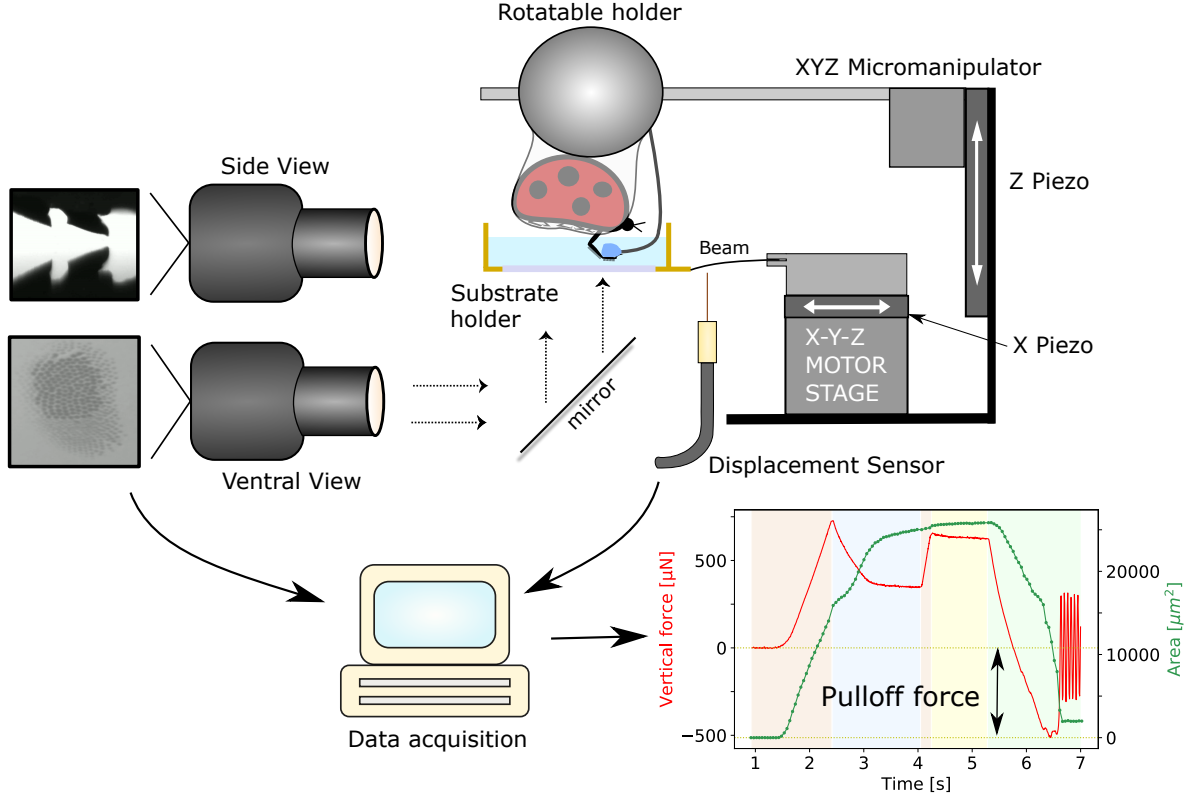 Rotatable holder
XYZ Micromanipulator
Side View
Z Piezo
Beam
Substrate
holder
X-Y-Z
MOTOR
STAGE
X Piezo
mirror
Ventral View
Displacement Sensor
Data acquisition
Vertical force [μN]
500
0
−500
Pulloff force
20000
10000
0
Area [μm²]
1 2 3 4 5 6 7
Time [s]